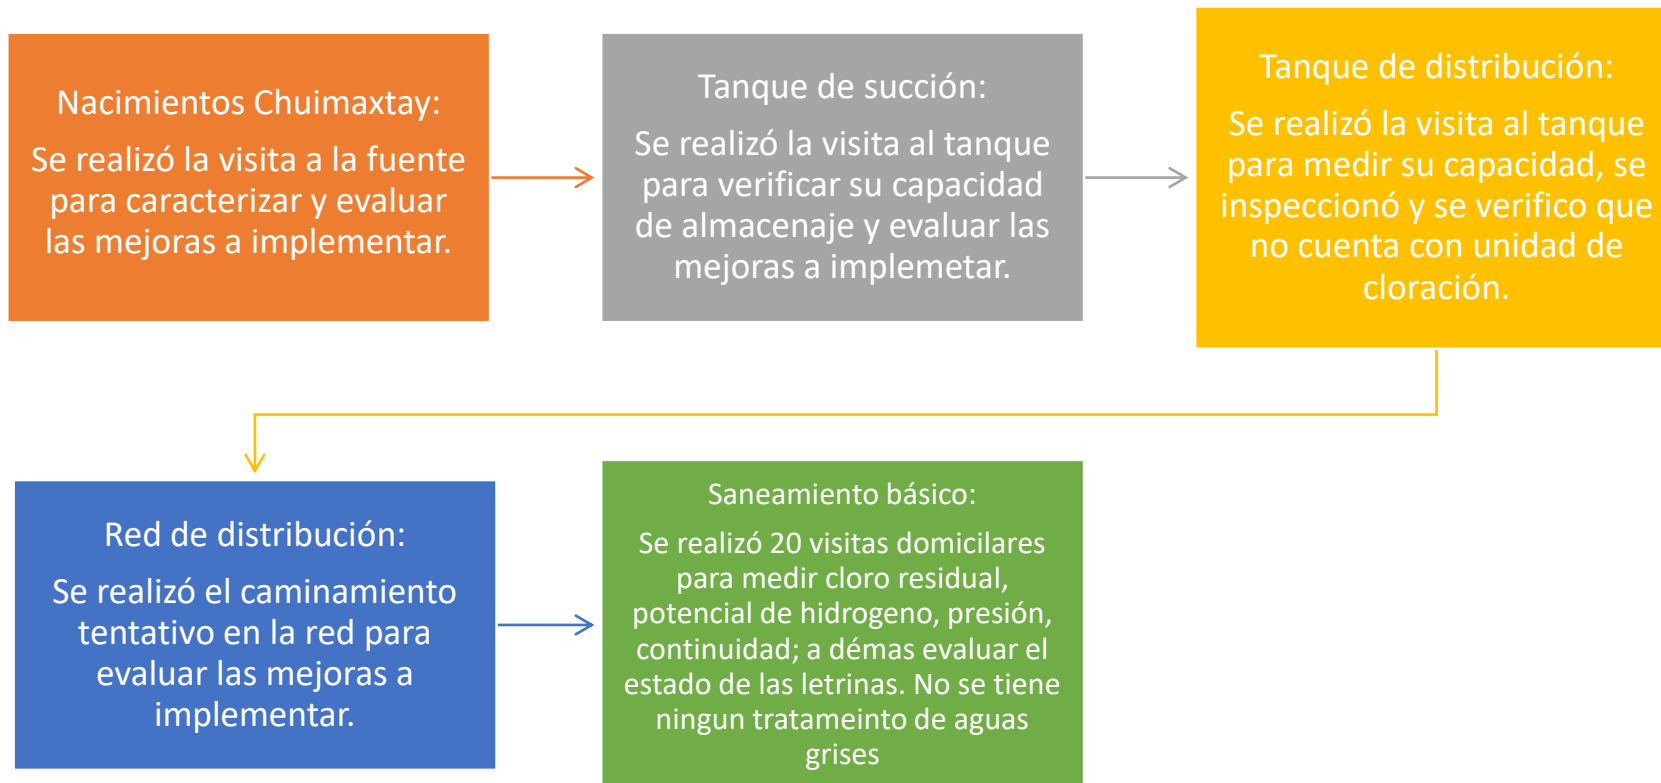 Nacimientos Chuimaxtay:
Se realizó la visita a la fuente
para caracterizar y evaluar
las mejoras a implementar.
Tanque de succión:
Se realizó la visita al tanque
para verificar su capacidad
de almacenaje y evaluar las
mejoras a implemetar.
Tanque de distribución:
Se realizó la visita al tanque
para medir su capacidad, se
inspeccionó y se verifico que
no cuenta con unidad de
cloración.
Red de distribución:
Se realizó el caminamiento
tentativo en la red para
evaluar las mejoras a
implementar.
Saneamiento básico:
Se realizó 20 visitas domicilares
para medir cloro residual,
potencial de hidrogeno, presión,
continuidad; a démas evaluar el
estado de las letrinas. No se tiene
ningun tratameinto de aguas
grises